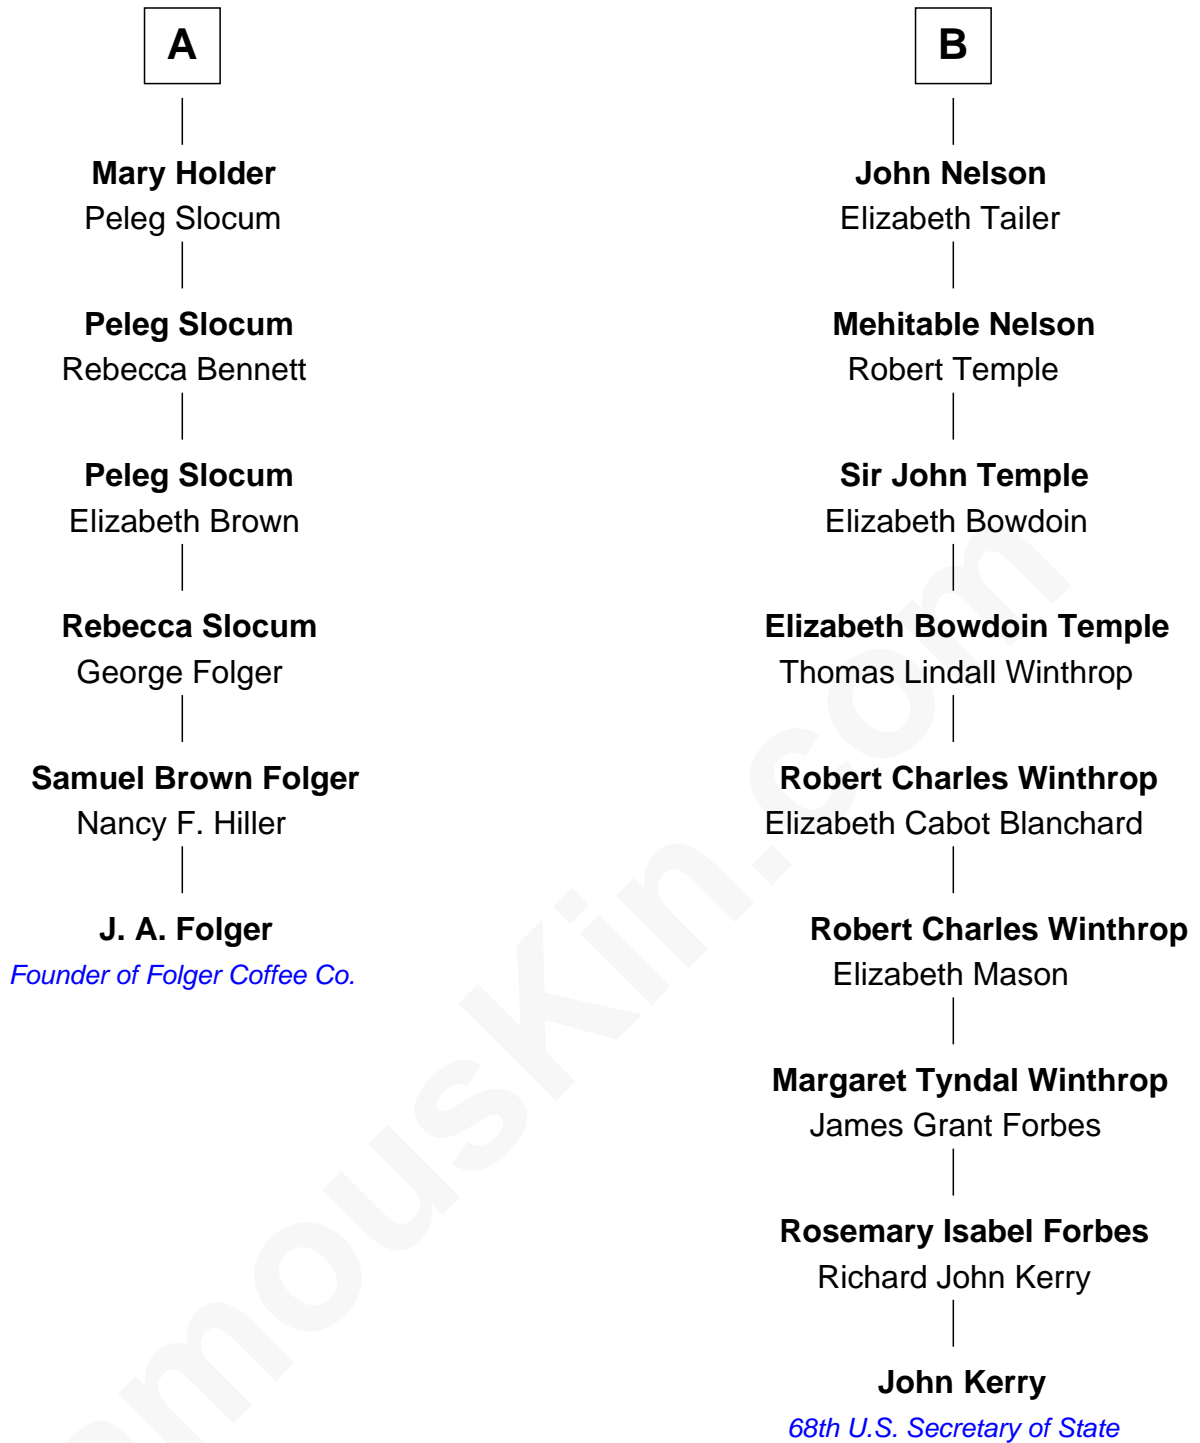 A
Mary Holder
Peleg Slocum
Peleg Slocum
Rebecca Bennett
Peleg Slocum
Elizabeth Brown
Rebecca Slocum
George Folger
Samuel Brown Folger
Nancy F. Hiller
J. A. Folger
Founder of Folger Coffee Co.
B
John Nelson
Elizabeth Tailer
Mehitable Nelson
Robert Temple
Sir John Temple
Elizabeth Bowdoin
Elizabeth Bowdoin Temple
Thomas Lindall Winthrop
Robert Charles Winthrop
Elizabeth Cabot Blanchard
Robert Charles Winthrop
Elizabeth Mason
Margaret Tyndal Winthrop
James Grant Forbes
Rosemary Isabel Forbes
Richard John Kerry
John Kerry
68th U.S. Secretary of State
amouskin.com